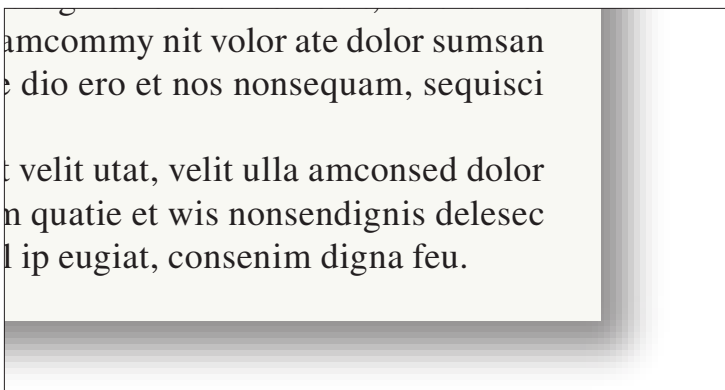 amcommy nit volor ate dolor sumsan
dio ero et nos nonsequam, sequisci
velit utat, velit ulla amconsed dolor
quatie et wis nonsendignis delesec
ip eugiat, consenim digna feu.